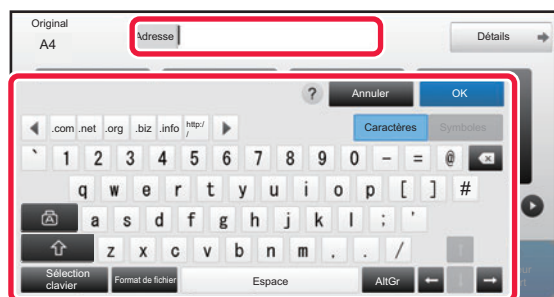 Original
A4
Adresse
Détails
? Annuler OK
.com .net .org .biz .info http:/
/
Caractères Symboles
` 1 2 3 4 5 6 7 8 9 0 - = @
q w e r t y u i o p [ ] #
A a s d f g h j k l ; '
z x c v b n m . . /
Sélection
clavier
Format de fichier Espace AltGr